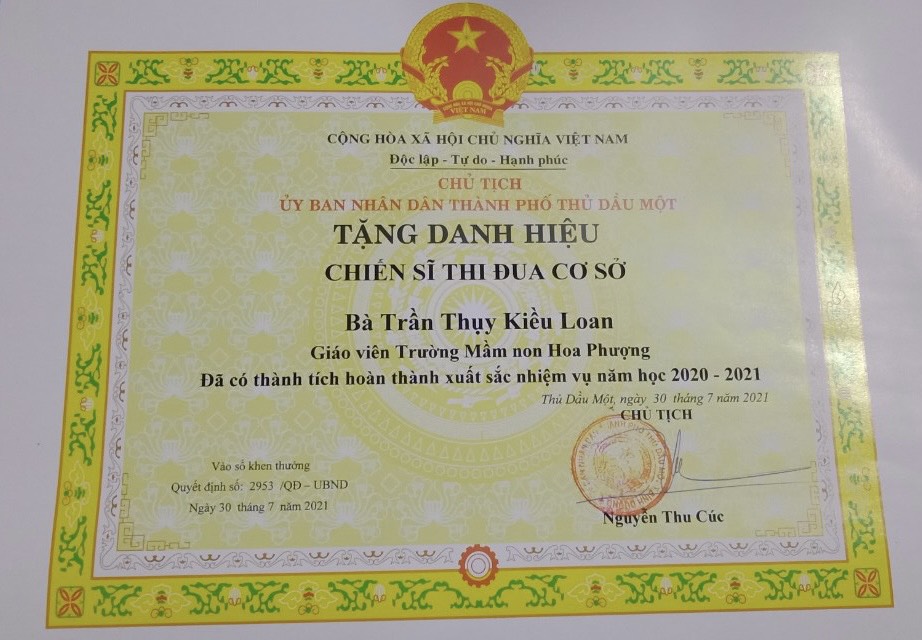 VIỆT NAM
CỘNG HÒA XÃ HỘI CHỦ NGHĨA VIỆT NAM
Độc lập - Tự do - Hạnh phúc
CHỦ TỊCH
ỦY BAN NHÂN DÂN THÀNH PHỐ THỦ DẦU MỘT
TẶNG DANH HIỆU
CHIẾN SĨ THI ĐUA CƠ SỞ
Bà Trần Thụy Kiều Loan
Giáo viên Trường Mầm non Hoa Phượng
Đã có thành tích hoàn thành xuất sắc nhiệm vụ năm học 2020 - 2021
Thủ Dầu Một, ngày 30 tháng 7 năm 2021
CHỦ TỊCH
Nguyễn Thu Cúc
Vào sổ khen thưởng
Quyết định số: 2953 /QĐ – UBND
Ngày 30 tháng 7 năm 2021